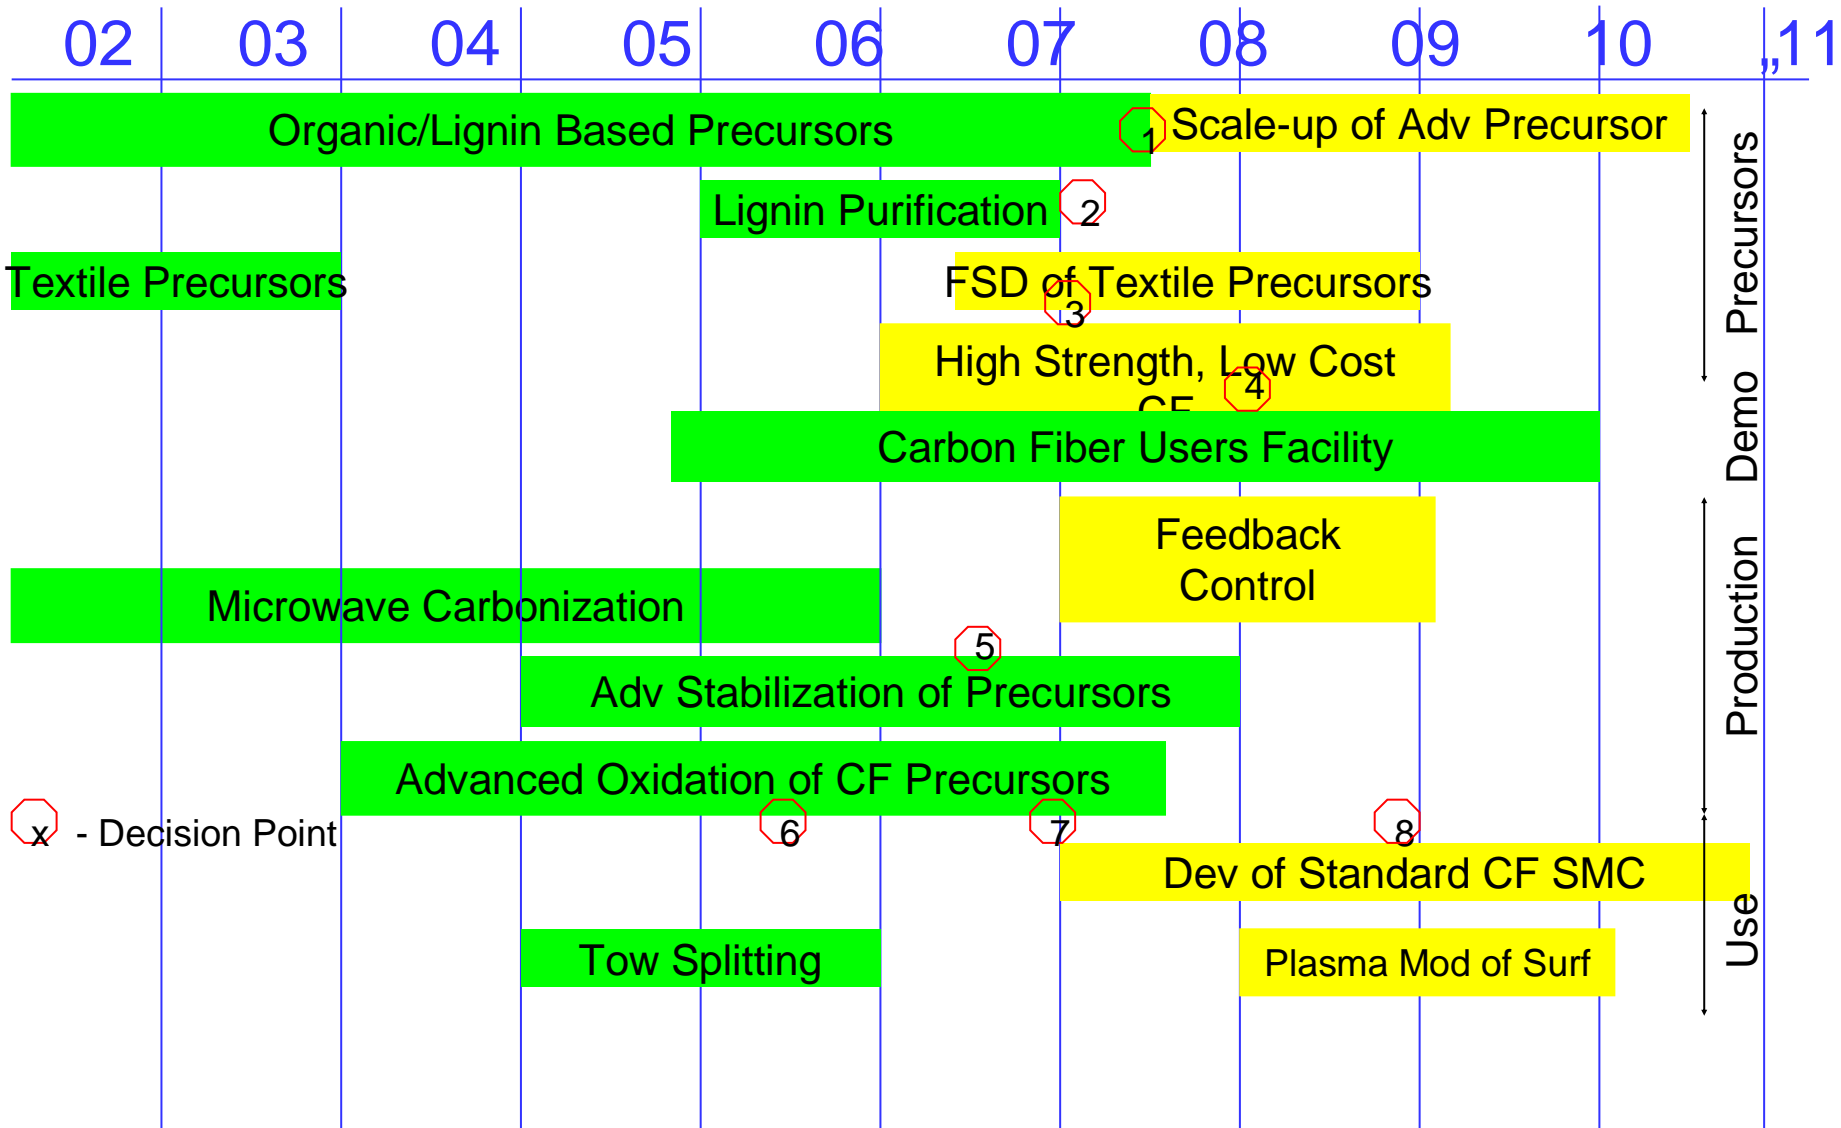 02 03 04 05 06 07 08 09 10 „11
Organic/Lignin Based Precursors
1
Scale-up of Adv Precursor
Lignin Purification
2
Textile Precursors
FSD of Textile Precursors
3
High Strength, Low Cost
CF
4
Carbon Fiber Users Facility
Feedback
Control
Microwave Carbonization
5
Adv Stabilization of Precursors
Advanced Oxidation of CF Precursors
x - Decision Point
6
7
8
Dev of Standard CF SMC
Tow Splitting
Plasma Mod of Surf
Precursors
Demo
Production
Use